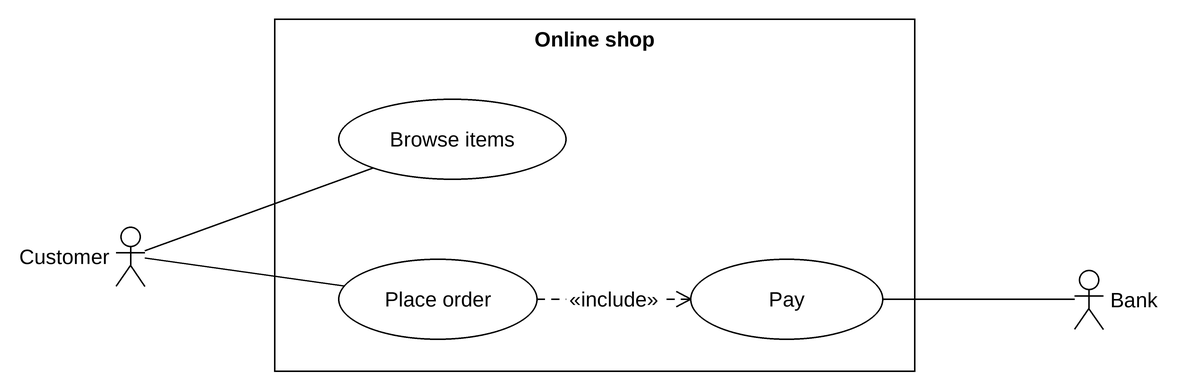 Online shop
Browse items
Customer
Place order
«include»
Pay
Bank